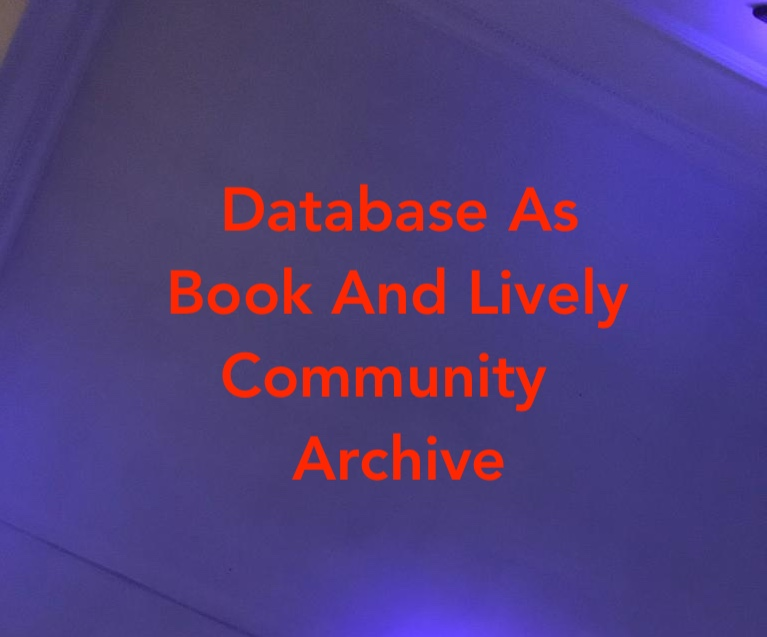 Database As
Book And Lively
Community
Archive